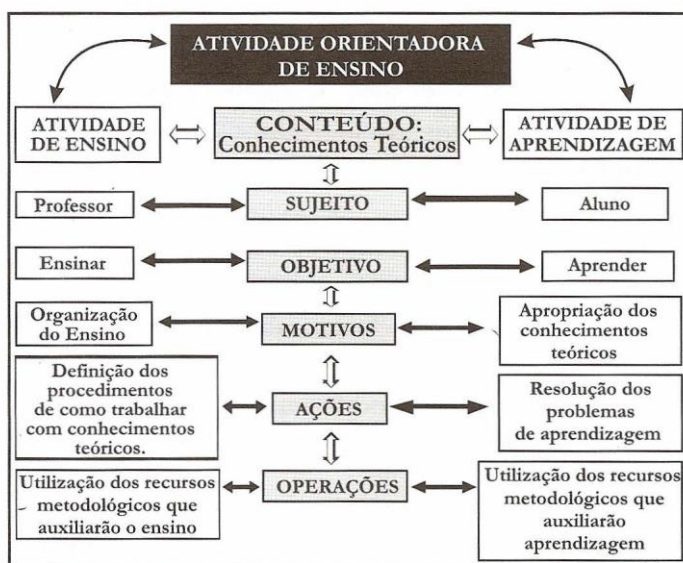 ATIVIDADE ORIENTADORA
DE ENSINO
ATIVIDADE
DE ENSINO
CONTEÚDO:
Conhecimentos Teóricos
ATIVIDADE DE
APRENDIZAGEM
Professor
SUJEITO
Aluno
Ensinar
OBJETIVO
Aprender
Organização
do Ensino
MOTIVOS
Apropriação dos
conhecimentos
teóricos
Definição dos
procedimentos
de como trabalhar
com conhecimentos
teóricos.
AÇÕES
Resolução dos
problemas
de aprendizagem
Utilização dos recursos
metodológicos que
auxiliarão o ensino
OPERAÇÕES
Utilização dos recursos
metodológicos que
auxiliarão
aprendizagem